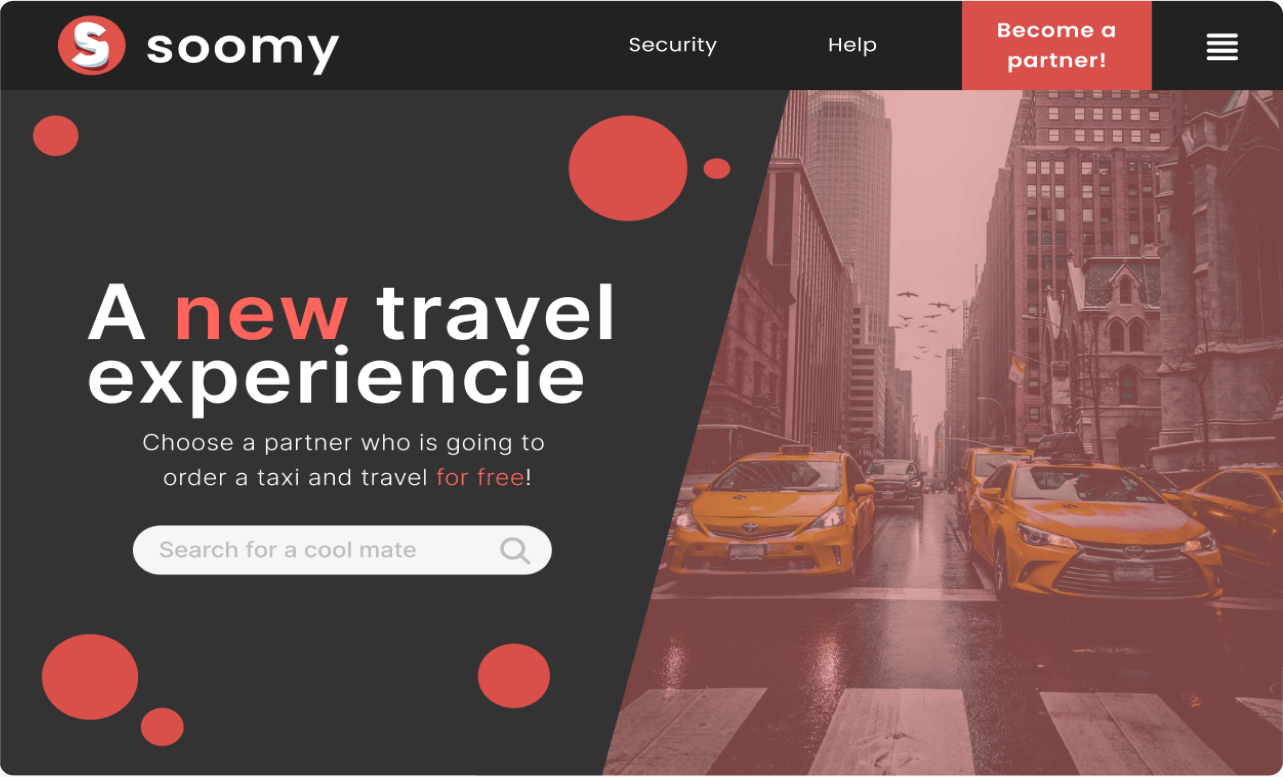 S soomy
Security
Help
Become a
partner!
A new travel
experiencie
Choose a partner who is going to
order a taxi and travel for free!
Search for a cool mate